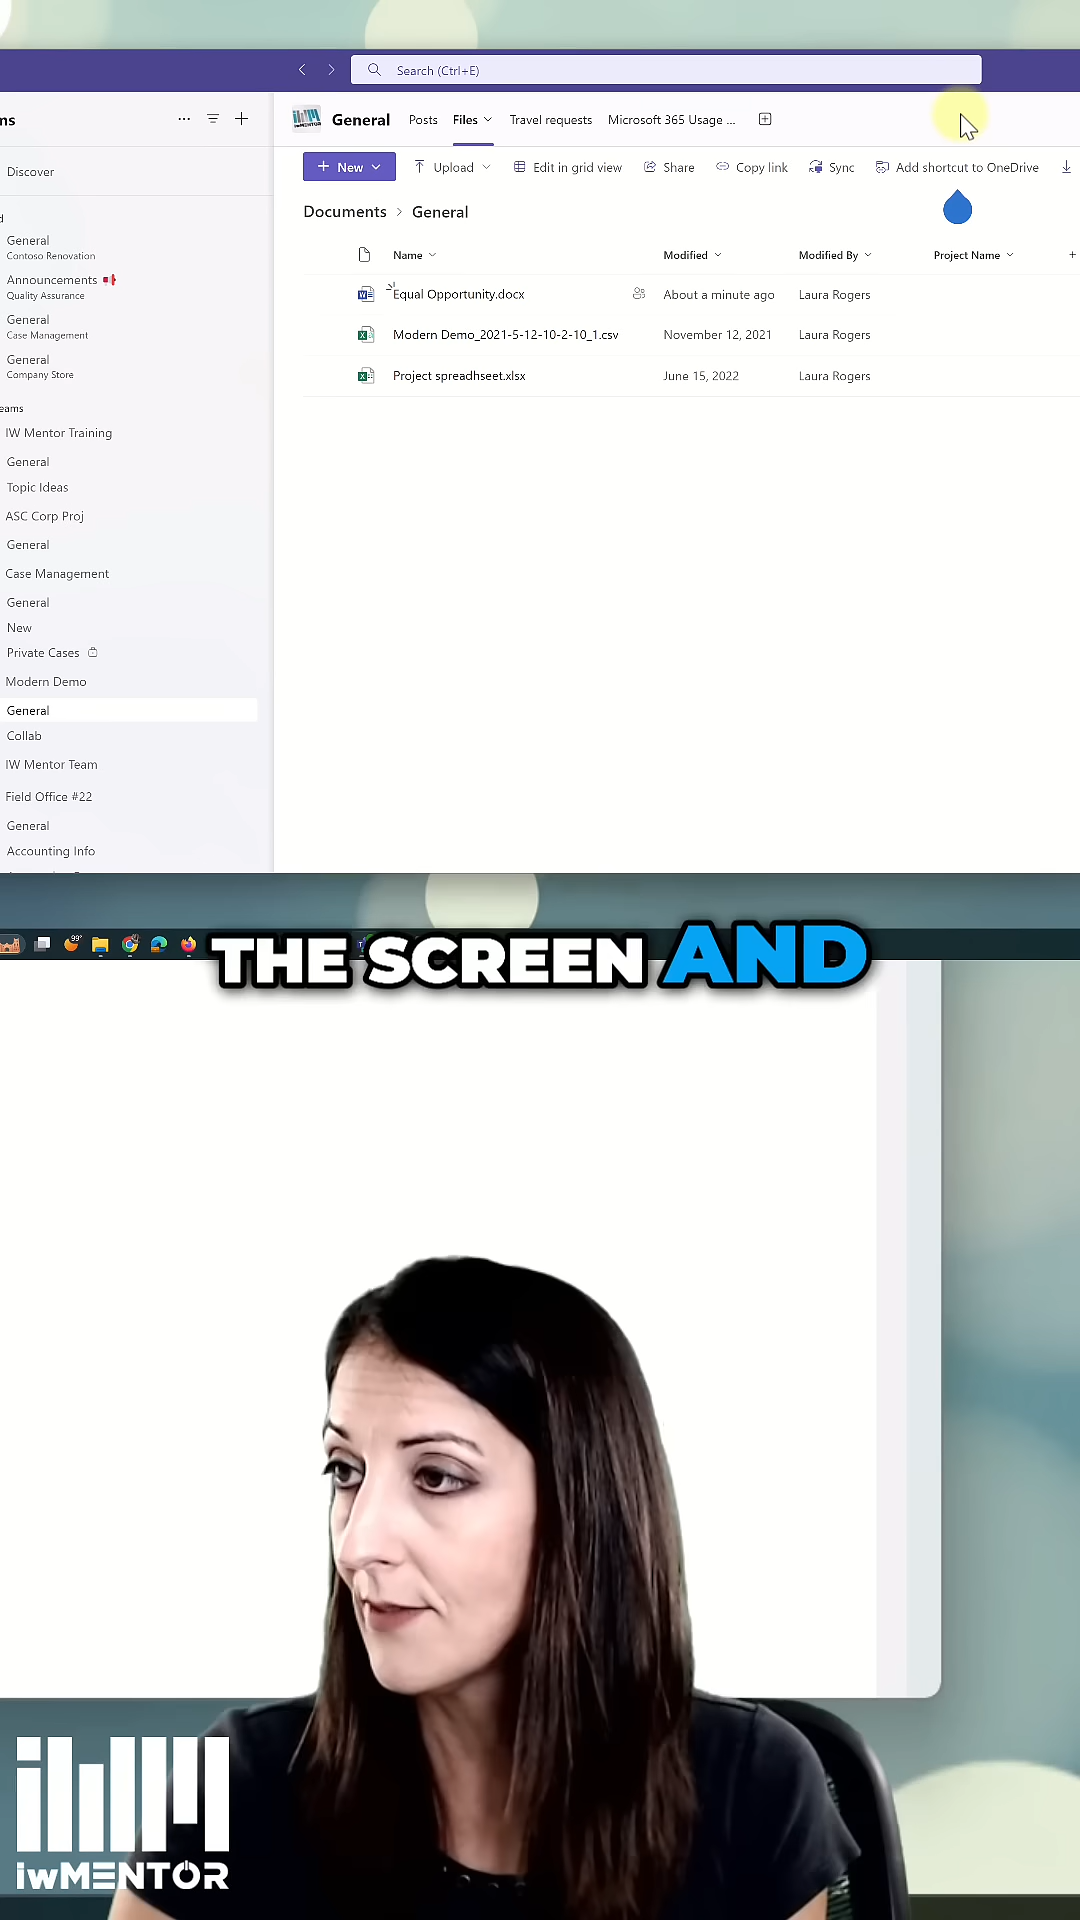 Search (Ctrl+E)
General Posts Files Travel requests Microsoft 365 Usage ...
New Upload Edit in grid view Share Copy link Sync Add shortcut to OneDrive
Documents > General
Name Modified Modified By Project Name
Equal Opportunity.docx About a minute ago Laura Rogers
Modern Demo_2021-5-12-10-2-10_1.csv November 12, 2021 Laura Rogers
Project spreadhseet.xlsx June 15, 2022 Laura Rogers
ms
Discover
d
General
Contoso Renovation
Announcements
Quality Assurance
General
Case Management
General
Company Store
eams
IW Mentor Training
General
Topic Ideas
ASC Corp Proj
General
Case Management
General
New
Private Cases
Modern Demo
General
Collab
IW Mentor Team
Field Office #22
General
Accounting Info
99°
THE SCREEN AND
iwMENTOR